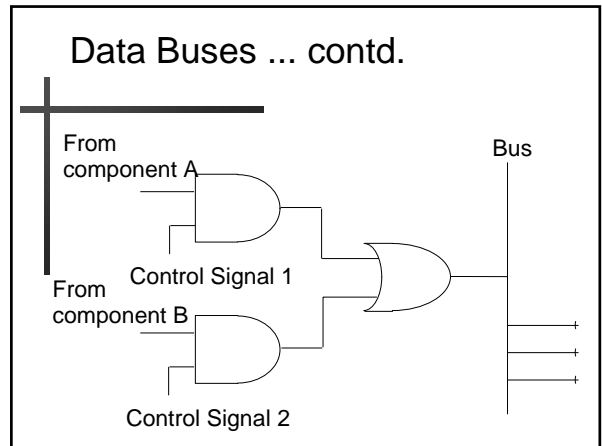 Data Buses ... contd.
From
component A
Bus
Control Signal 1
From
component B
Control Signal 2